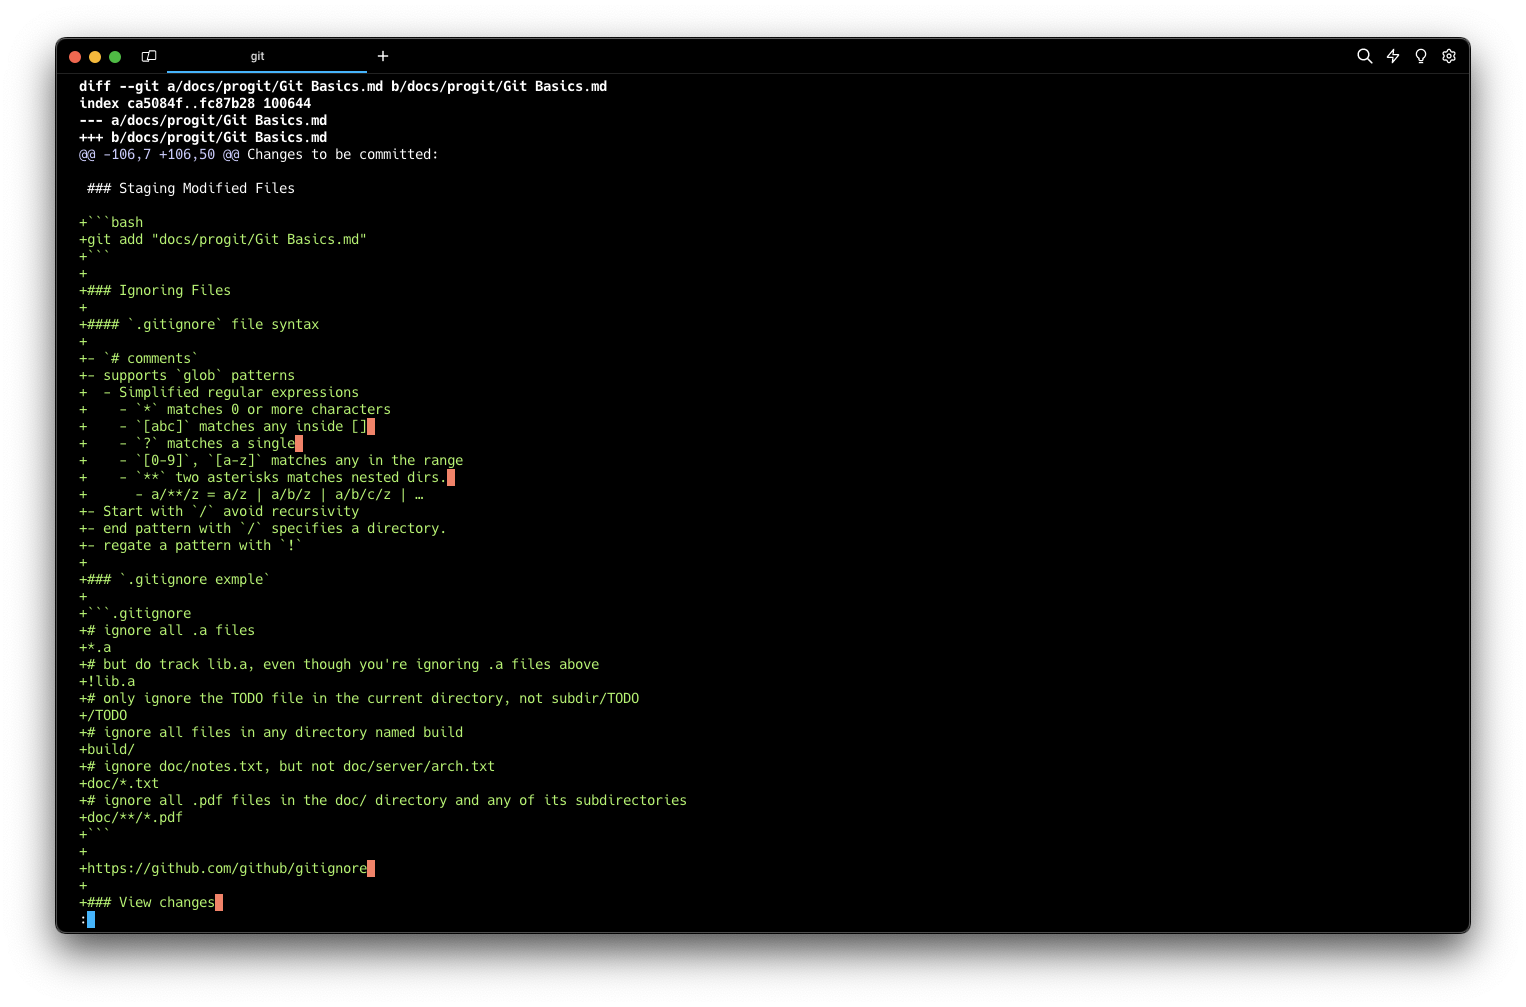 git
+
diff --git a/docs/progit/Git Basics.md b/docs/progit/Git Basics.md
index ca5084f..fc87b28 100644
--- a/docs/progit/Git Basics.md
+++ b/docs/progit/Git Basics.md
@@ -106,7 +106,50 @@ Changes to be committed:

 ### Staging Modified Files

+```bash
+git add "docs/progit/Git Basics.md"
+```
+
+### Ignoring Files
+
+#### `.gitignore` file syntax
+
+- `# comments`
+- supports `glob` patterns
+  - Simplified regular expressions
+    - `*` matches 0 or more characters
+    - `[abc]` matches any inside []
+    - `?` matches a single
+    - `[0-9]`, `[a-z]` matches any in the range
+    - `**` two asterisks matches nested dirs.
+      - a/**/z = a/z | a/b/z | a/b/c/z | …
+- Start with `/` avoid recursivity
+- end pattern with `/` specifies a directory.
+- regate a pattern with `!`
+
+### `.gitignore exmple`
+
+```.gitignore
+# ignore all .a files
+*.a
+# but do track lib.a, even though you're ignoring .a files above
+!lib.a
+# only ignore the TODO file in the current directory, not subdir/TODO
+/TODO
+# ignore all files in any directory named build
+build/
+# ignore doc/notes.txt, but not doc/server/arch.txt
+doc/*.txt
+# ignore all .pdf files in the doc/ directory and any of its subdirectories
+doc/**/*.pdf
+```
+
+https://github.com/github/gitignore
+
+### View changes
: